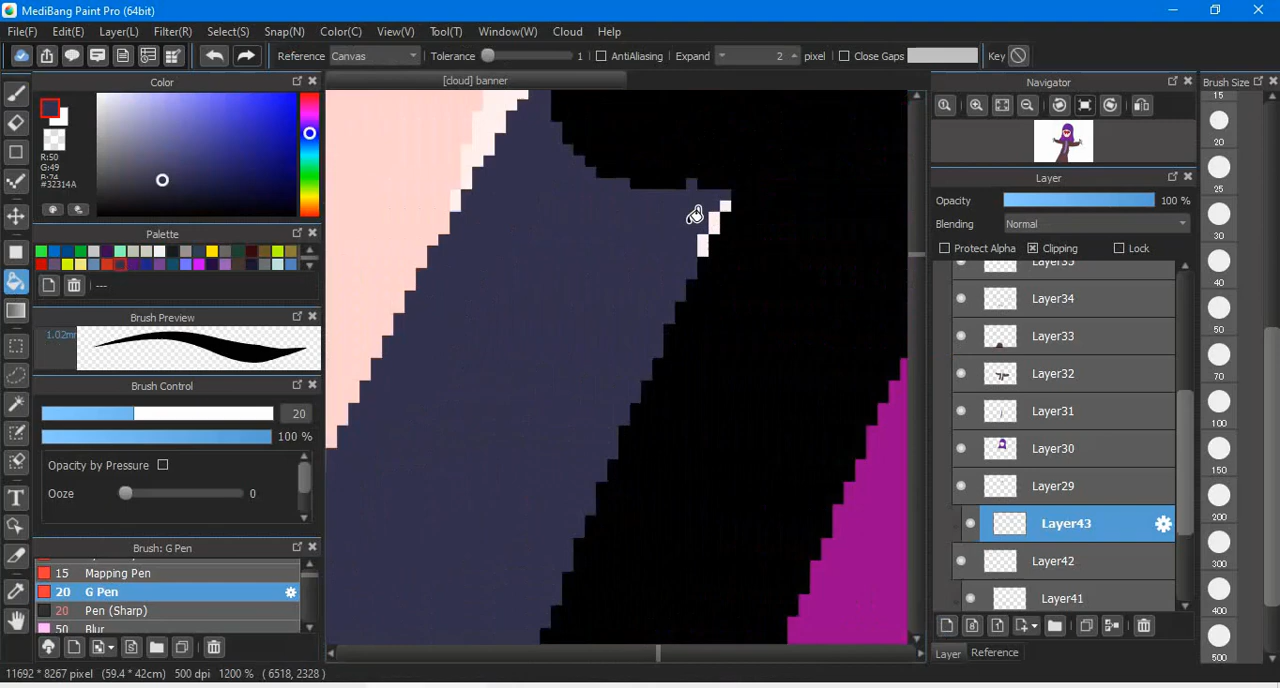 MediBang Paint Pro (64bit)
File(F) Edit(E) Layer(L) Filter(R) Select(S) Snap(N) Color(C) View(V) Tool(T) Window(W) Cloud Help
Reference Canvas Tolerance 1 AntiAliasing Expand 2 pixel Close Gaps Key
Color
[cloud] banner
Navigator
Brush Size
R:50
G:49
B:74
#32314A
Palette
---
Brush Preview
1.02mm
Brush Control
20
100 %
Opacity by Pressure
Ooze 0
Brush: G Pen
15 Mapping Pen
20 G Pen
20 Pen (Sharp)
50 Blur
Layer
Opacity 100 %
Blending Normal
Protect Alpha Clipping Lock
Layer35
Layer34
Layer33
Layer32
Layer31
Layer30
Layer29
Layer43
Layer42
Layer41
Layer Reference
15
20
25
30
40
50
70
100
150
200
300
400
500
11692 * 8267 pixel (59.4 * 42cm) 500 dpi 1200 % ( 6518, 2328 )